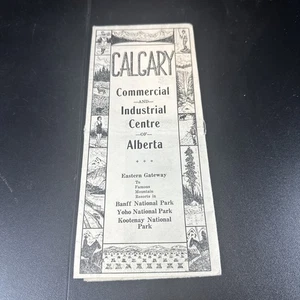 CALGARY
Commercial
—AND—
Industrial
Centre
—OF—
Alberta
* * *
Eastern Gateway
To
Famous
Mountain
Resorts in
Banff National Park
Yoho National Park
Kootenay National
Park